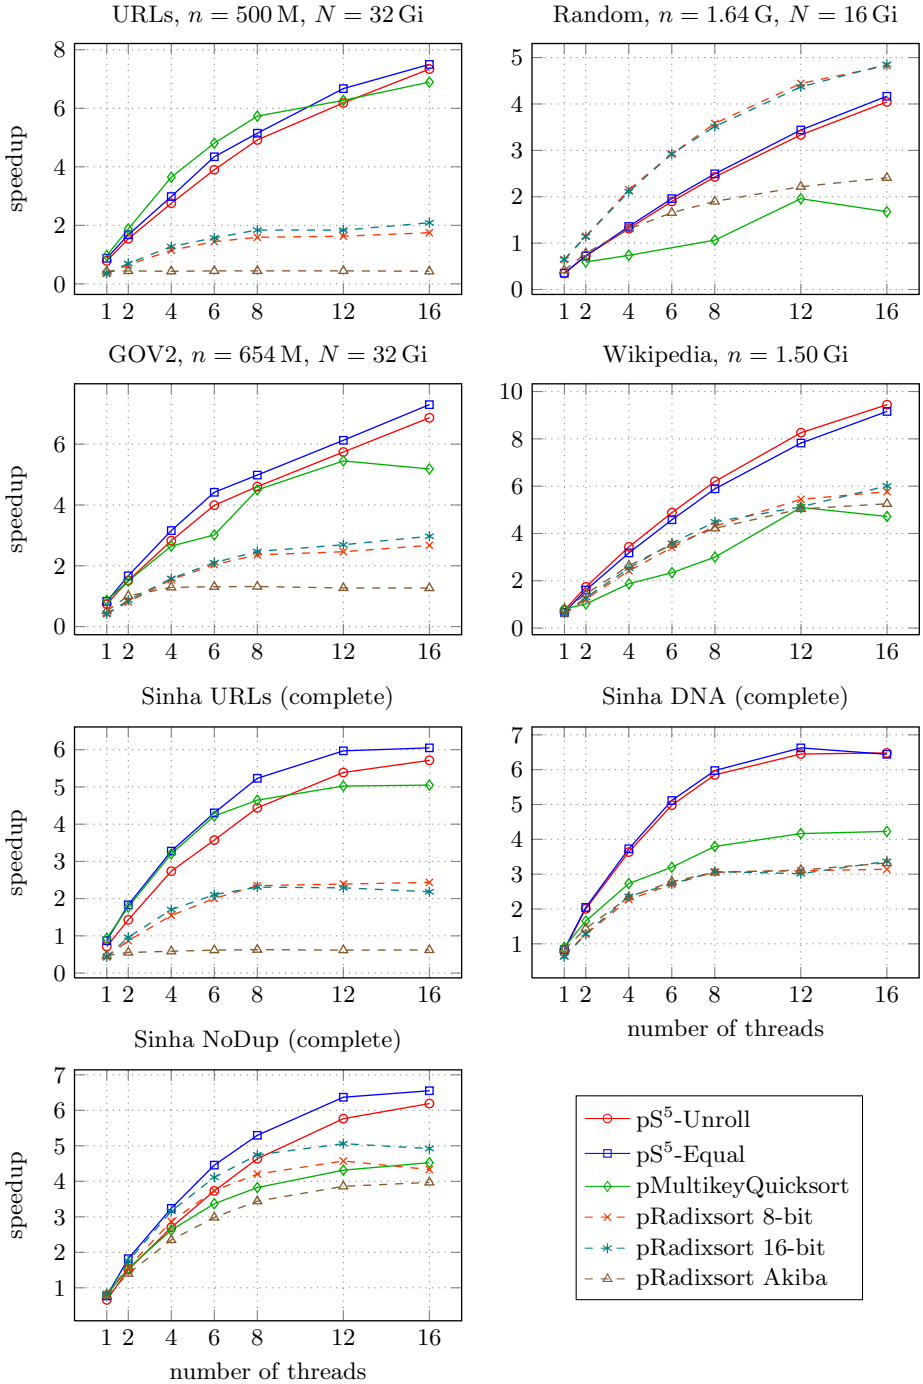 URLs, n = 500 M, N = 32 Gi
speedup
8
6
4
2
0
1 2 4 6 8 12 16
Random, n = 1.64 G, N = 16 Gi
5
4
3
2
1
0
1 2 4 6 8 12 16
GOV2, n = 654 M, N = 32 Gi
speedup
6
4
2
0
1 2 4 6 8 12 16
Wikipedia, n = 1.50 Gi
10
8
6
4
2
0
1 2 4 6 8 12 16
Sinha URLs (complete)
speedup
6
5
4
3
2
1
0
1 2 4 6 8 12 16
Sinha DNA (complete)
7
6
5
4
3
2
1
1 2 4 6 8 12 16
number of threads
Sinha NoDup (complete)
speedup
7
6
5
4
3
2
1
1 2 4 6 8 12 16
number of threads
pS⁵-Unroll
pS⁵-Equal
pMultikeyQuicksort
pRadixsort 8-bit
pRadixsort 16-bit
pRadixsort Akiba